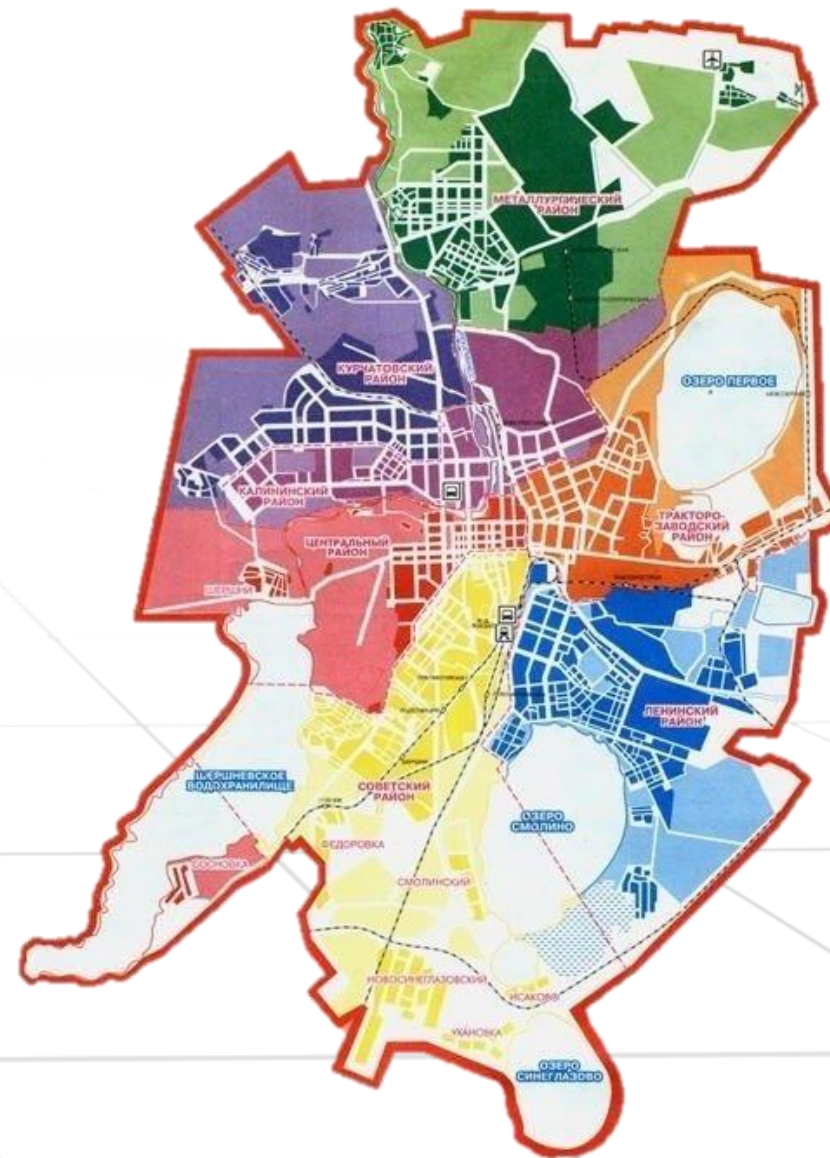 МЕТАЛЛУРГИЧЕСКИЙ
РАЙОН
КУРЧАТОВСКИЙ
РАЙОН
ОЗЕРО ПЕРВОЕ
КАЛИНИНСКИЙ
РАЙОН
ТРАКТОРО-
ЗАВОДСКИЙ
РАЙОН
ЦЕНТРАЛЬНЫЙ
РАЙОН
ШЕРШНИ
ЛЕНИНСКИЙ
РАЙОН
ШЕРШНЕВСКОЕ
ВОДОХРАНИЛИЩЕ
СОВЕТСКИЙ
РАЙОН
ОЗЕРО
СМОЛИНО
ФЕДОРОВКА
СОСНОВКА
СМОЛИНСКИЙ
НОВОСИНЕГЛАЗОВСКИЙ
ИСАКОВО
УХАНОВКА
ОЗЕРО
СИНЕГЛАЗОВО